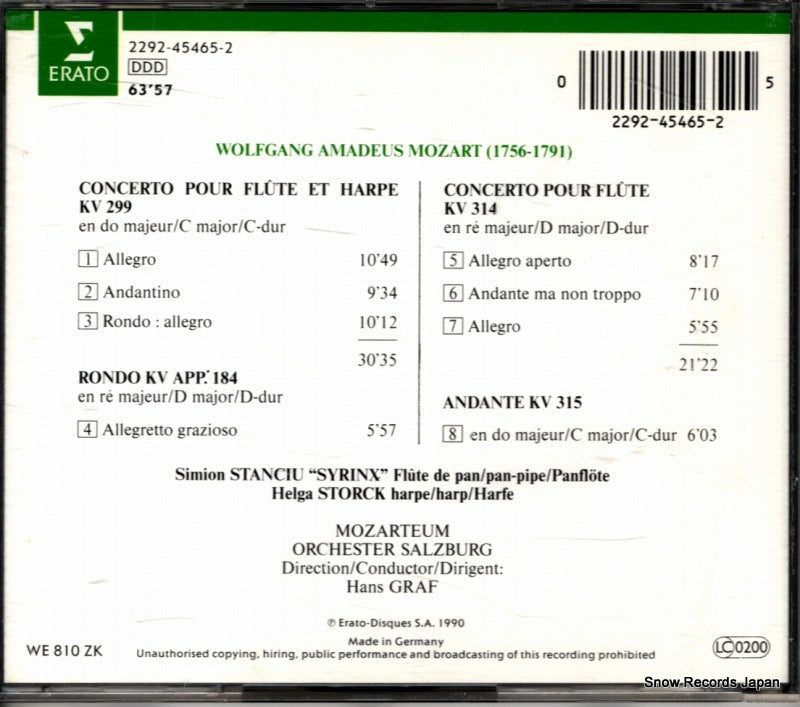 ERATO
2292-45465-2
DDD
63'57
0 5
2292-45465-2
WOLFGANG AMADEUS MOZART (1756-1791)
CONCERTO POUR FLÛTE ET HARPE
KV 299
en do majeur/C major/C-dur
1 Allegro 10'49
2 Andantino 9'34
3 Rondo : allegro 10'12
30'35
RONDO KV APP. 184
en ré majeur/D major/D-dur
4 Allegretto grazioso 5'57
CONCERTO POUR FLÛTE
KV 314
en ré majeur/D major/D-dur
5 Allegro aperto 8'17
6 Andante ma non troppo 7'10
7 Allegro 5'55
21'22
ANDANTE KV 315
8 en do majeur/C major/C-dur 6'03
Simion STANCIU "SYRINX" Flûte de pan/pan-pipe/Panflöte
Helga STORCK harpe/harp/Harfe
MOZARTEUM
ORCHESTER SALZBURG
Direction/Conductor/Dirigent:
Hans GRAF
℗ Erato-Disques S.A. 1990
Made in Germany
WE 810 ZK
Unauthorised copying, hiring, public performance and broadcasting of this recording prohibited
LC 0200
Snow Records Japan